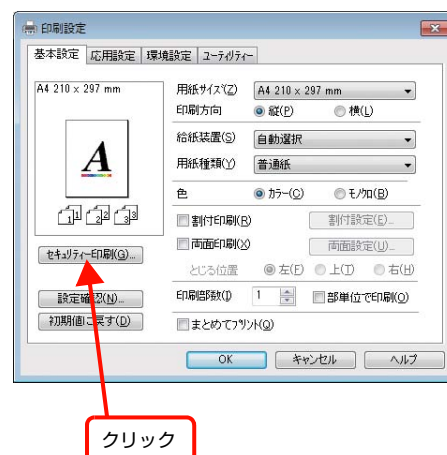 印刷設定
基本設定 応用設定 環境設定 ユーティリティー
A4 210 x 297 mm
A
1 1 2 2 3 3
セキュリティー印刷(G)...
設定確認(N)...
初期値に戻す(D)
用紙サイズ(Z) A4 210 x 297 mm
印刷方向 縦(P) 横(L)
給紙装置(S) 自動選択
用紙種類(Y) 普通紙
色 カラー(C) モノクロ(B)
割付印刷(R) 割付設定(E)...
両面印刷(X) 両面設定(U)...
とじる位置 左(F) 上(T) 右(H)
印刷部数(I) 1 部単位で印刷(O)
まとめてプリント(Q)
OK キャンセル ヘルプ
クリック